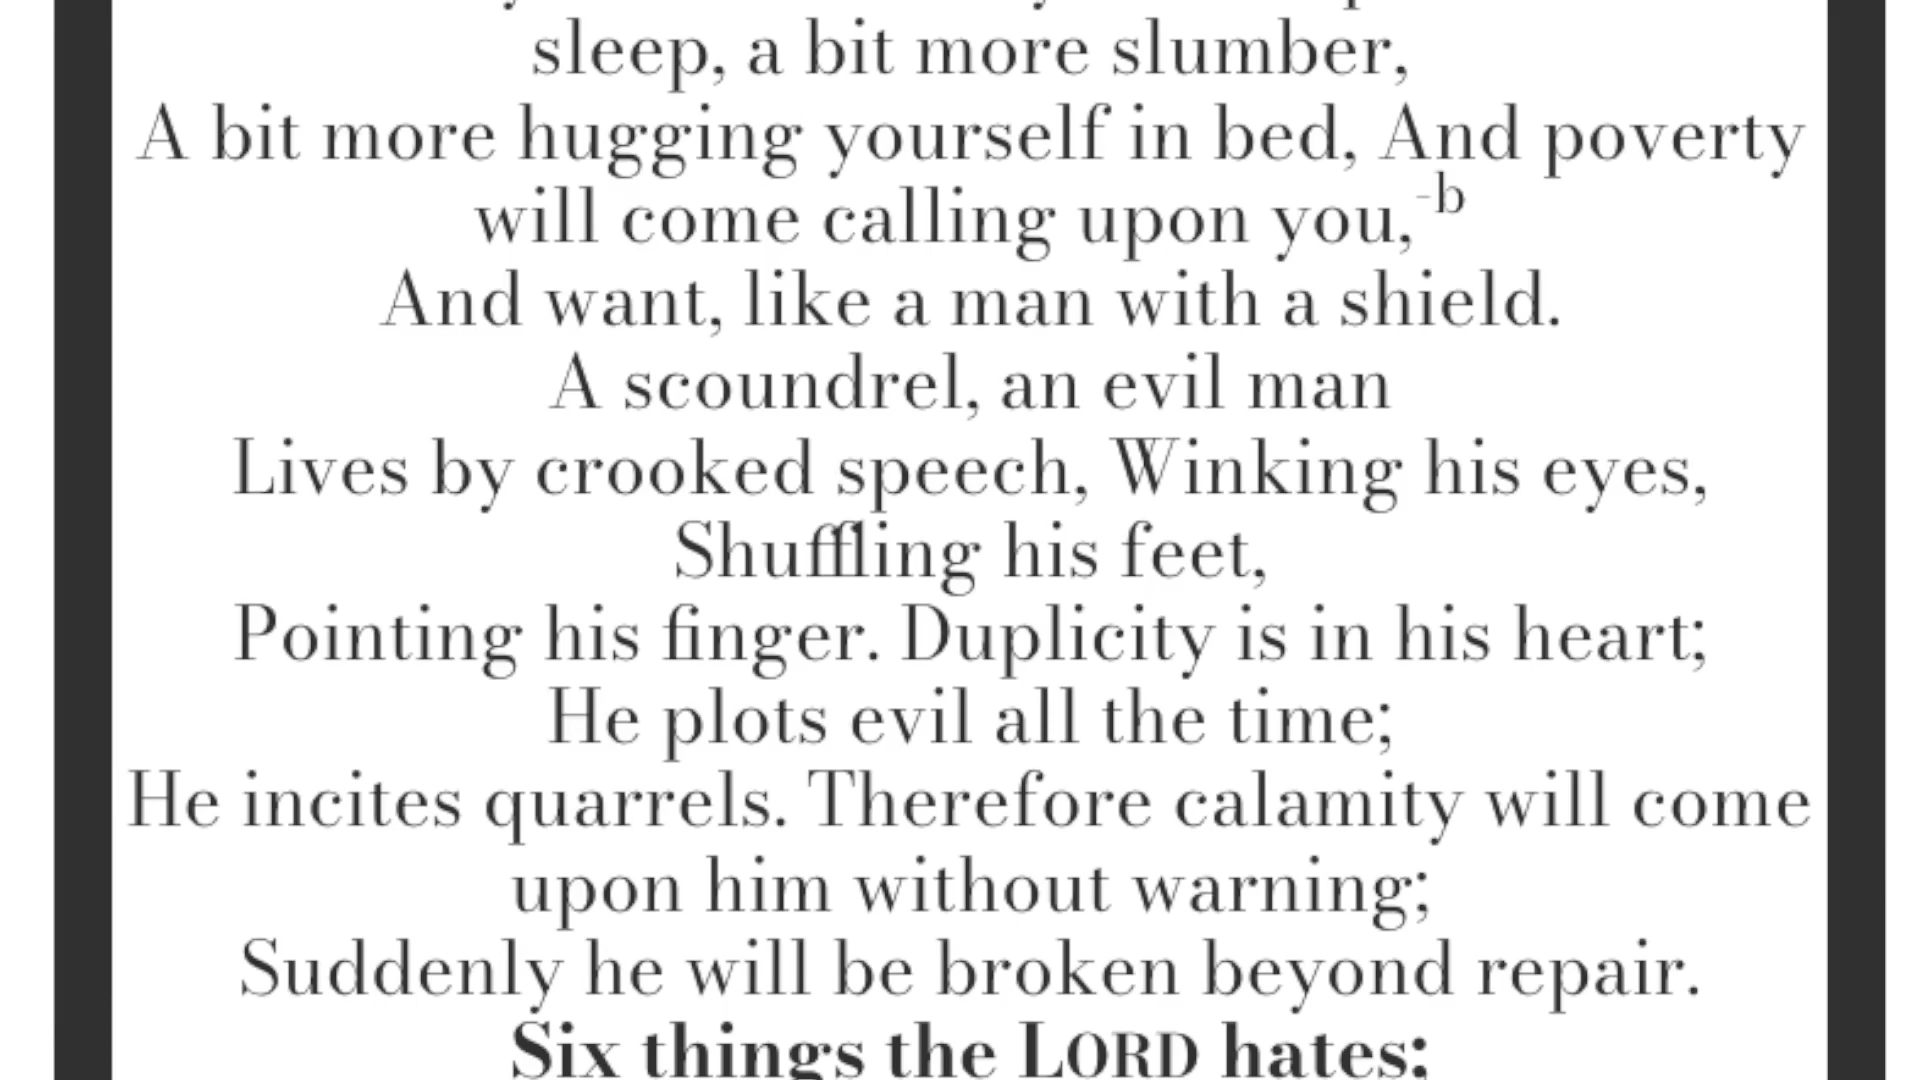 sleep, a bit more slumber,
A bit more hugging yourself in bed, And poverty
will come calling upon you,-b
And want, like a man with a shield.
A scoundrel, an evil man
Lives by crooked speech, Winking his eyes,
Shuffling his feet,
Pointing his finger. Duplicity is in his heart;
He plots evil all the time;
He incites quarrels. Therefore calamity will come
upon him without warning;
Suddenly he will be broken beyond repair.
Six things the LORD hates;